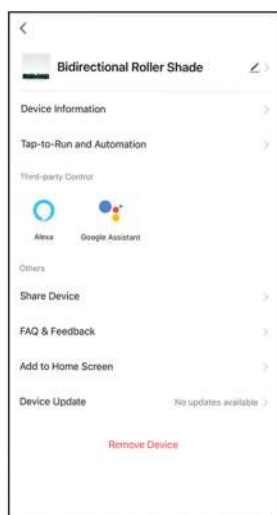 Bidirectional Roller Shade
Device Information
Tap-to-Run and Automation
Third-party Control
Alexa
Google Assistant
Others
Share Device
FAQ & Feedback
Add to Home Screen
Device Update
No updates available
Remove Device